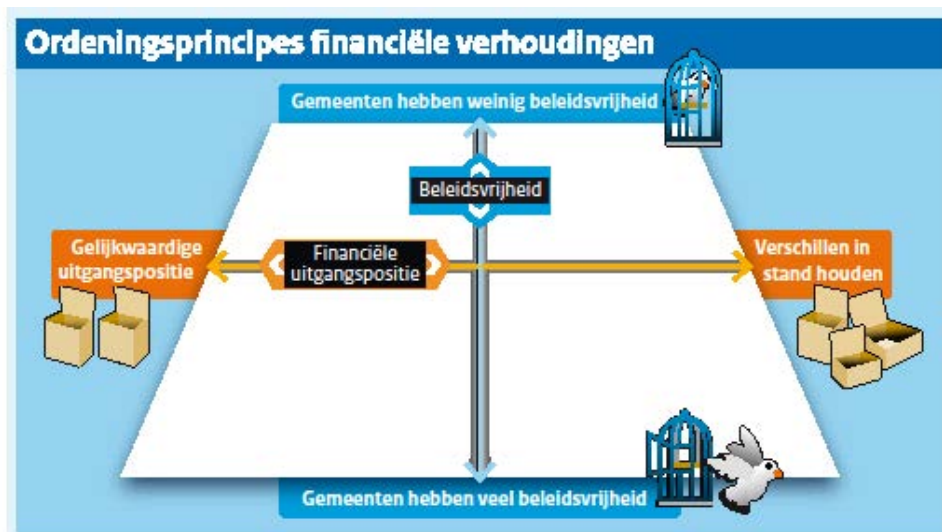 Ordeningsprincipes financiële verhoudingen
Gemeenten hebben weinig beleidsvrijheid
Beleidsvrijheid
Gelijkwaardige
uitgangspositie
Financiële
uitgangspositie
Verschillen in
stand houden
Gemeenten hebben veel beleidsvrijheid